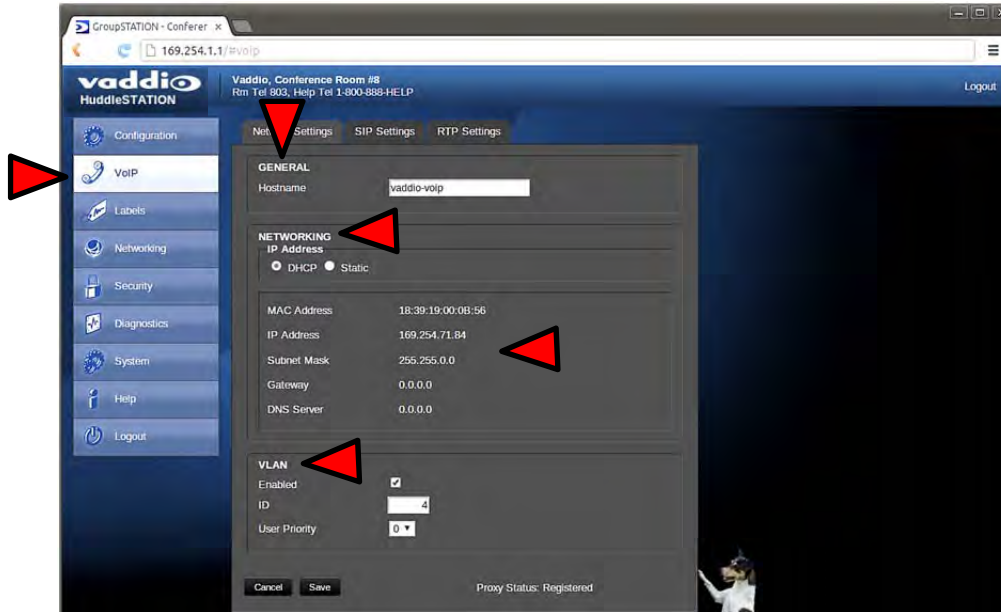 GroupSTATION - Conferer ×
169.254.1.1/#voip
vaddio
HuddleSTATION
Vaddio, Conference Room #8
Rm Tel 803, Help Tel 1-800-888-HELP
Logout
Configuration
VoIP
Labels
Networking
Security
Diagnostics
System
Help
Logout
Settings SIP Settings RTP Settings
GENERAL
Hostname vaddio-voip
NETWORKING
IP Address
DHCP Static
MAC Address 18:39:19:00:0B:56
IP Address 169.254.71.84
Subnet Mask 255.255.0.0
Gateway 0.0.0.0
DNS Server 0.0.0.0
VLAN
Enabled
ID 4
User Priority 0
Cancel Save Proxy Status: Registered